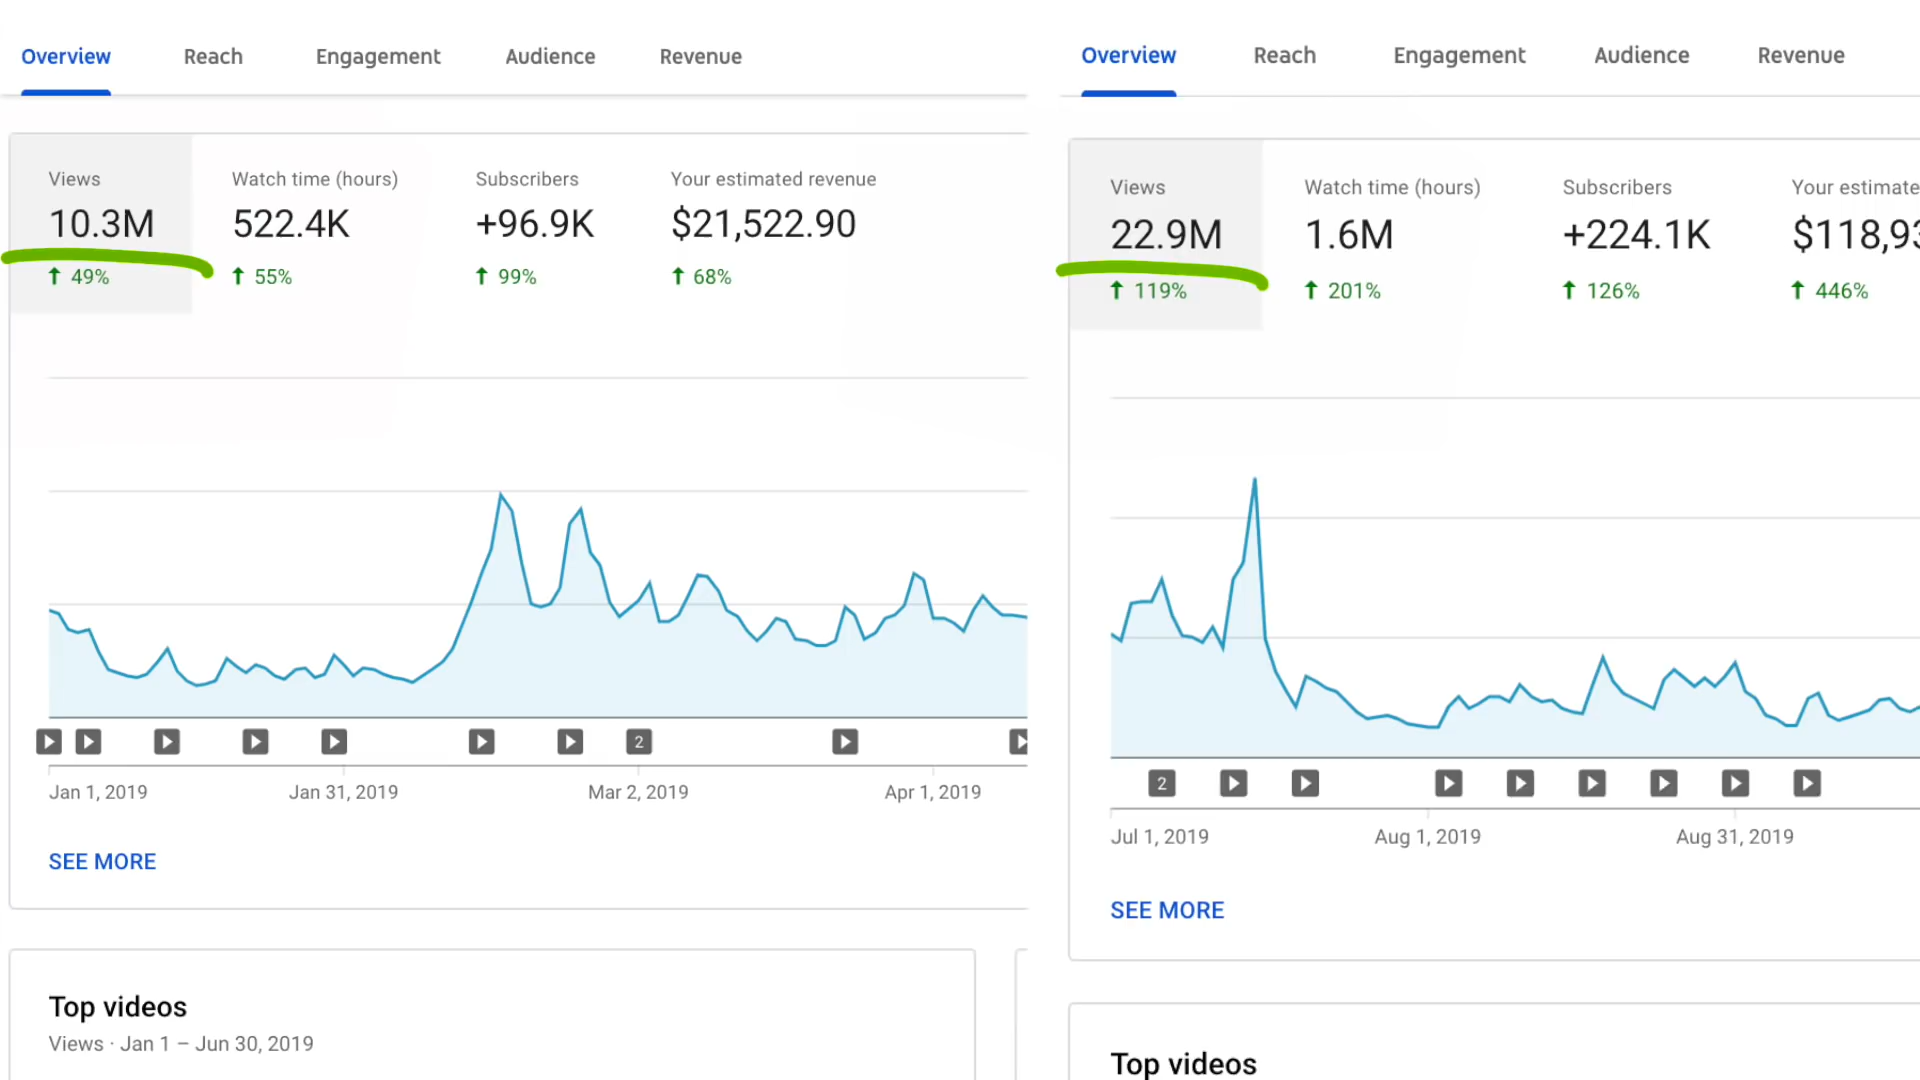 Overview Reach Engagement Audience Revenue
Views Watch time (hours) Subscribers Your estimated revenue
10.3M 522.4K +96.9K $21,522.90
49% 55% 99% 68%
2
Jan 1, 2019 Jan 31, 2019 Mar 2, 2019 Apr 1, 2019
SEE MORE
Top videos
Views · Jan 1 – Jun 30, 2019
Overview Reach Engagement Audience Revenue
Views Watch time (hours) Subscribers Your estimate
22.9M 1.6M +224.1K $118,93
119% 201% 126% 446%
2
Jul 1, 2019 Aug 1, 2019 Aug 31, 2019
SEE MORE
Top videos